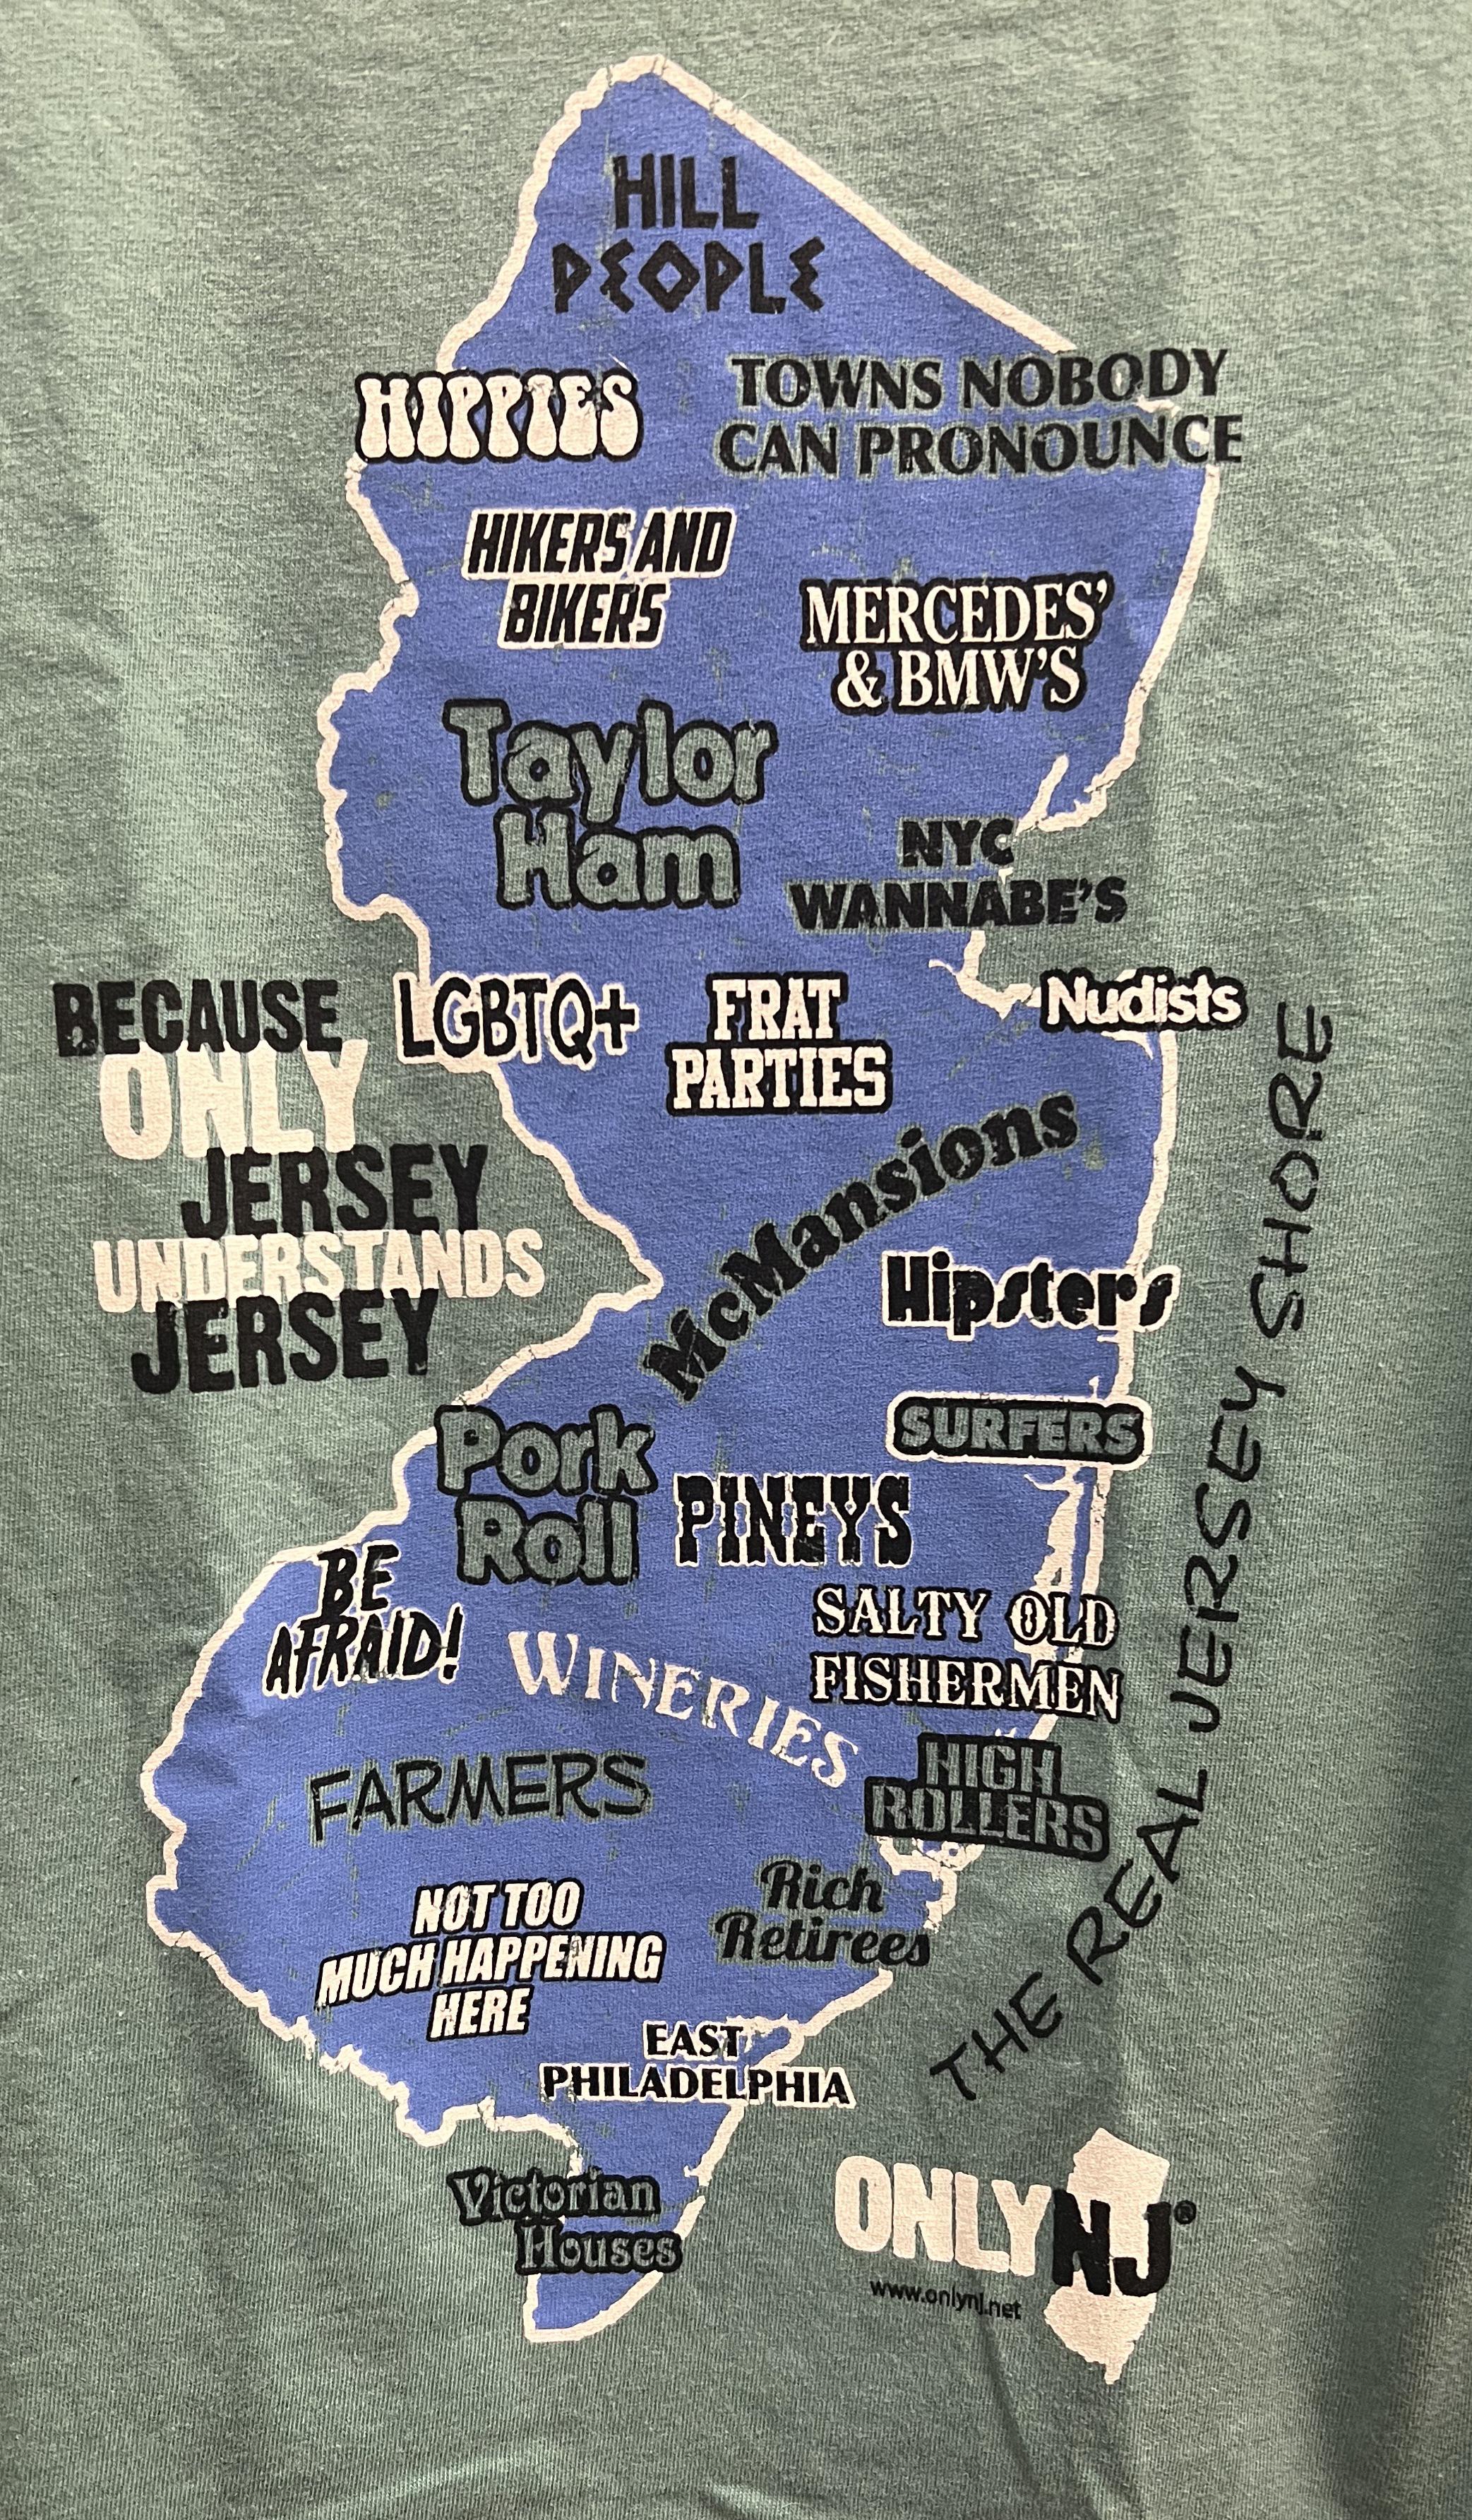 HILL
PEOPLE
HIPPIES
TOWNS NOBODY
CAN PRONOUNCE
HIKERS AND
BIKERS
MERCEDES'
& BMW'S
Taylor
Ham
NYC
WANNABE'S
BECAUSE
ONLY
JERSEY
UNDERSTANDS
JERSEY
LGBTQ+
FRAT
PARTIES
Nudists
McMansions
Hipsters
SURFERS
Pork
Roll
PINEYS
BE
AFRAID!
WINERIES
SALTY OLD
FISHERMEN
HIGH
ROLLERS
FARMERS
Rich
Retirees
NOT TOO
MUCH HAPPENING
HERE
EAST
PHILADELPHIA
Victorian
Houses
THE REAL JERSEY SHORE
ONLYNJ®
www.onlynj.net